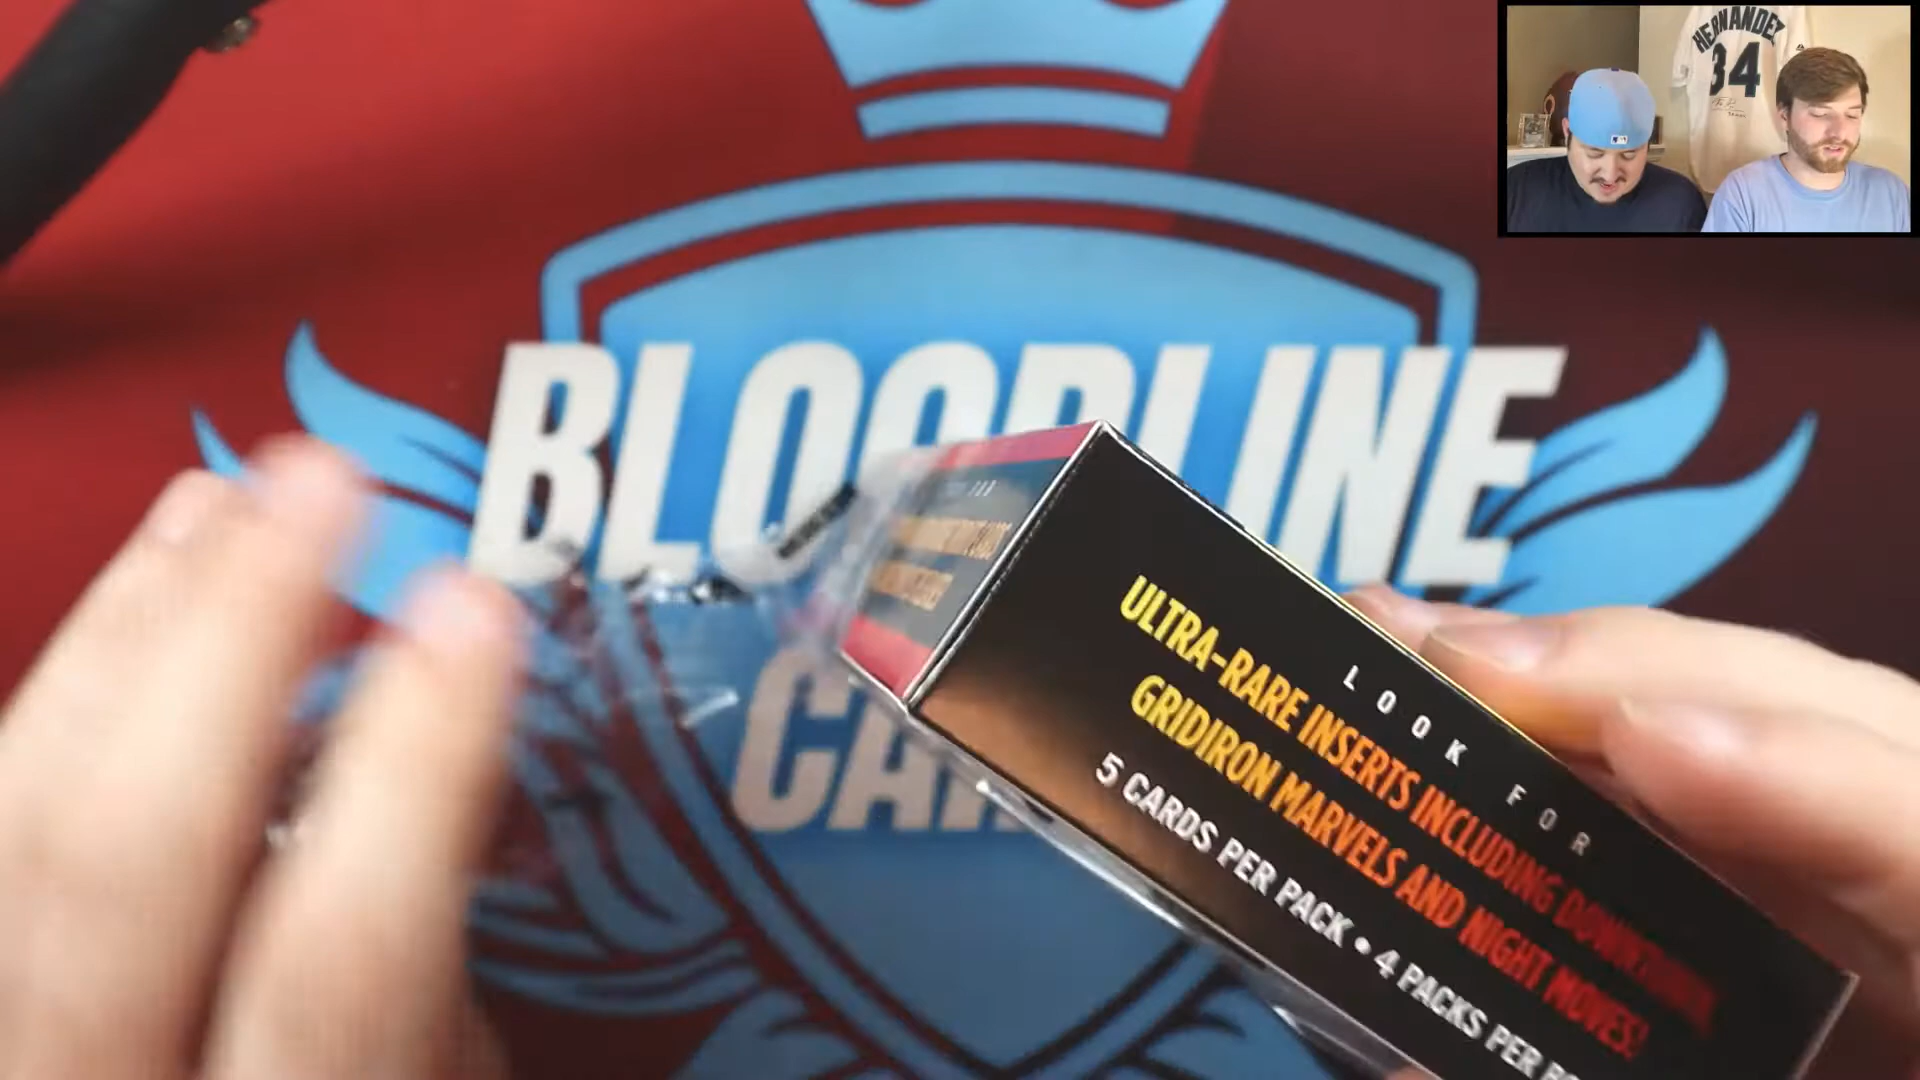 HERNANDEZ
34
BLOODLINE
LOOK FOR
ULTRA-RARE INSERTS INCLUDING DOWNTOWN,
GRIDIRON MARVELS AND NIGHT MOVES!
5 CARDS PER PACK • 4 PACKS PER